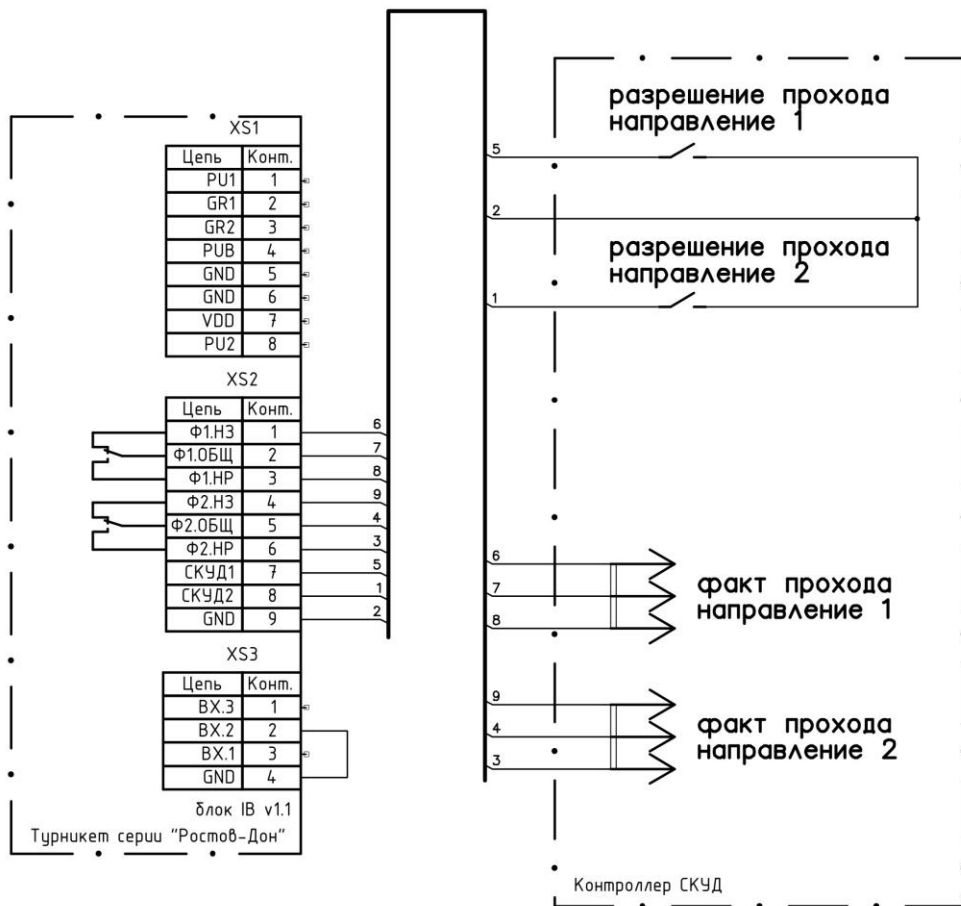 XS1
Цепь Конт.
PU1 1
GR1 2
GR2 3
PUB 4
GND 5
GND 6
VDD 7
PU2 8
XS2
Цепь Конт.
Ф1.НЗ 1 6
Ф1.ОБЩ 2 7
Ф1.НР 3 8
Ф2.НЗ 4 9
Ф2.ОБЩ 5 4
Ф2.НР 6 3
СКУД1 7 5
СКУД2 8 1
GND 9 2
XS3
Цепь Конт.
ВХ.3 1
ВХ.2 2
ВХ.1 3
GND 4
блок IB v1.1
Турникет серии "Ростов-Дон"
разрешение прохода
направление 1
5
2
разрешение прохода
направление 2
1
6
7
8
факт прохода
направление 1
9
4
3
факт прохода
направление 2
Контроллер СКУД